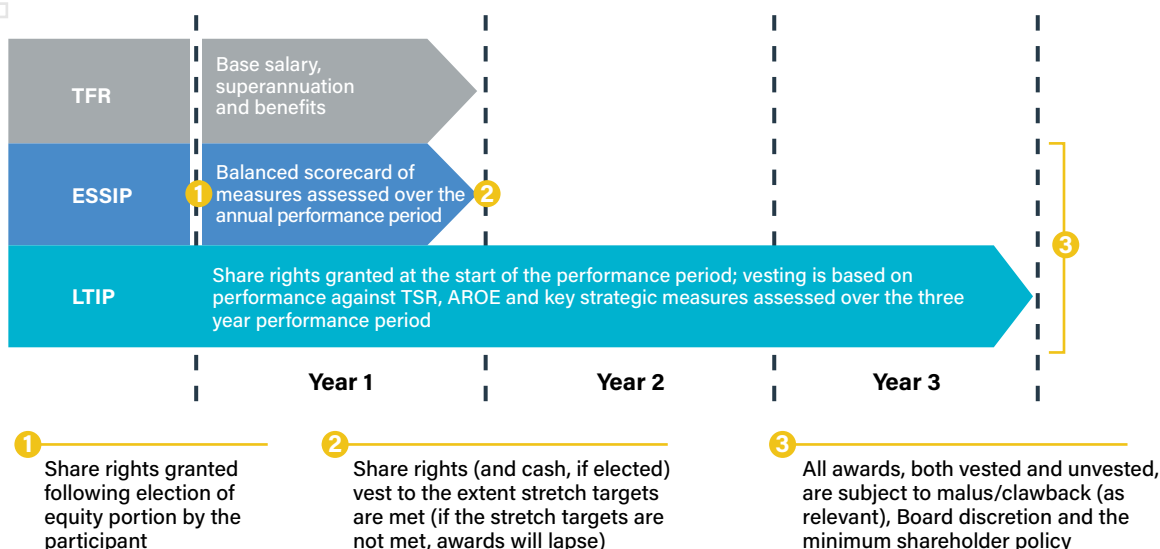 TFR
Base salary,
superannuation
and benefits
ESSIP
1
Balanced scorecard of
measures assessed over the
annual performance period
2
3
LTIP
Share rights granted at the start of the performance period; vesting is based on
performance against TSR, AROE and key strategic measures assessed over the three
year performance period
Year 1
Year 2
Year 3
1
Share rights granted
following election of
equity portion by the
participant
2
Share rights (and cash, if elected)
vest to the extent stretch targets
are met (if the stretch targets are
not met, awards will lapse)
3
All awards, both vested and unvested,
are subject to malus/clawback (as
relevant), Board discretion and the
minimum shareholder policy